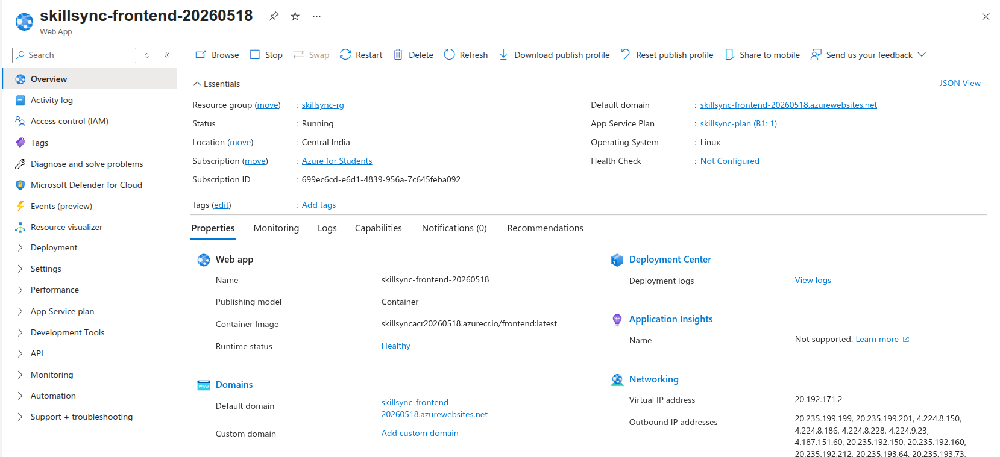 skillsync-frontend-20260518
Web App
Search
Browse Stop Swap Restart Delete Refresh Download publish profile Reset publish profile Share to mobile Send us your feedback
Overview
Activity log
Access control (IAM)
Tags
Diagnose and solve problems
Microsoft Defender for Cloud
Events (preview)
Resource visualizer
Deployment
Settings
Performance
App Service plan
Development Tools
API
Monitoring
Automation
Support + troubleshooting
Essentials
JSON View
Resource group (move) : skillsync-rg
Status : Running
Location (move) : Central India
Subscription (move) : Azure for Students
Subscription ID : 699ec6cd-e6d1-4839-956a-7c645feba092
Default domain : skillsync-frontend-20260518.azurewebsites.net
App Service Plan : skillsync-plan (B1: 1)
Operating System : Linux
Health Check : Not Configured
Tags (edit) : Add tags
Properties Monitoring Logs Capabilities Notifications (0) Recommendations
Web app
Name skillsync-frontend-20260518
Publishing model Container
Container Image skillsyncacr20260518.azurecr.io/frontend:latest
Runtime status Healthy
Domains
Default domain skillsync-frontend-
20260518.azurewebsites.net
Custom domain Add custom domain
Deployment Center
Deployment logs View logs
Application Insights
Name Not supported. Learn more
Networking
Virtual IP address 20.192.171.2
Outbound IP addresses 20.235.199.199, 20.235.199.201, 4.224.8.150,
4.224.8.186, 4.224.8.228, 4.224.9.23,
4.187.151.60, 20.235.192.150, 20.235.192.160,
20.235.192.212, 20.235.193.64, 20.235.193.73,